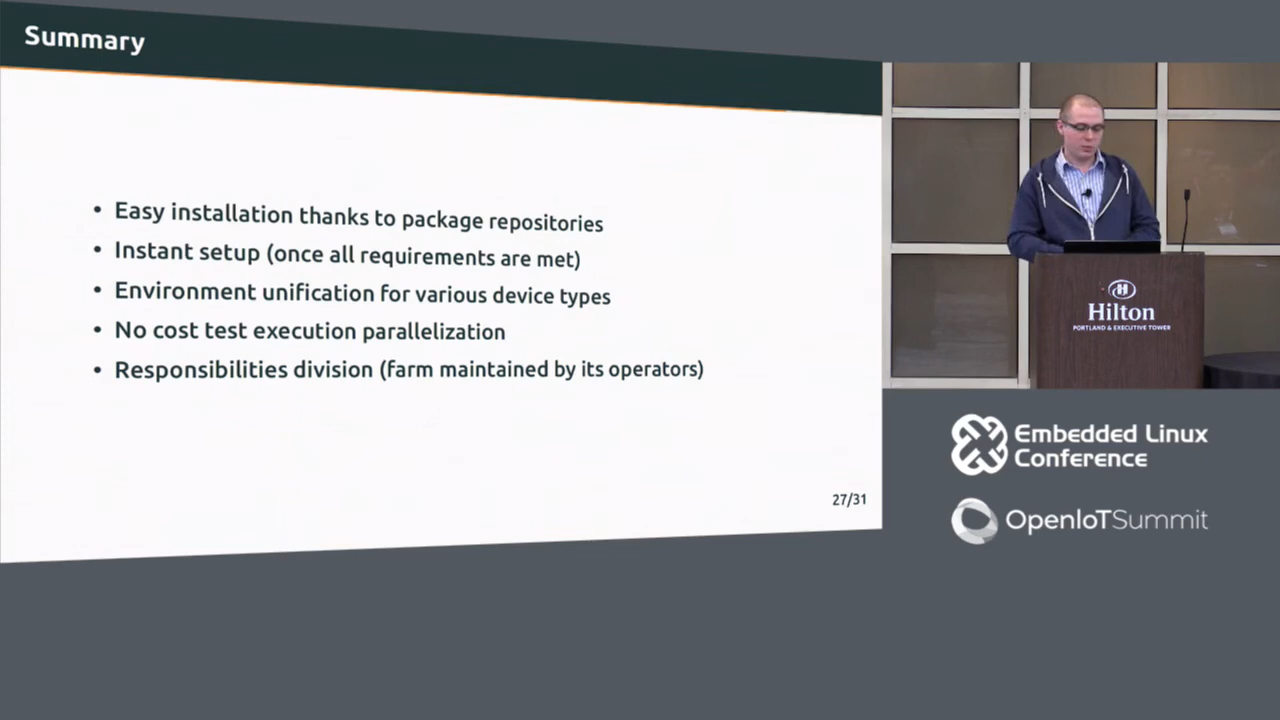 Summary
• Easy installation thanks to package repositories
• Instant setup (once all requirements are met)
• Environment unification for various device types
• No cost test execution parallelization
• Responsibilities division (farm maintained by its operators)
27/31
H
Hilton
PORTLAND & EXECUTIVE TOWER
Embedded Linux
Conference
OpenIoTSummit